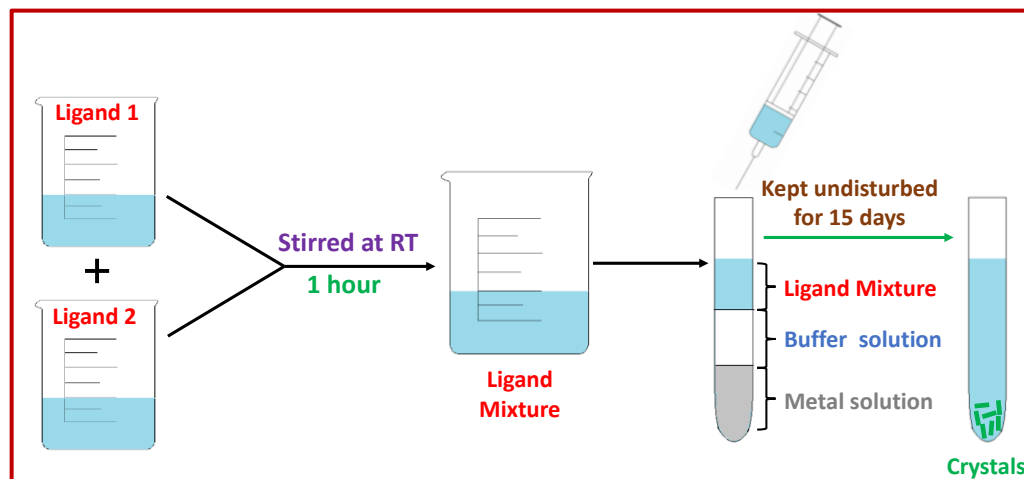 Ligand 1
+
Ligand 2
Stirred at RT
1 hour
Ligand
Mixture
Kept undisturbed
for 15 days
Ligand Mixture
Buffer solution
Metal solution
Crystals